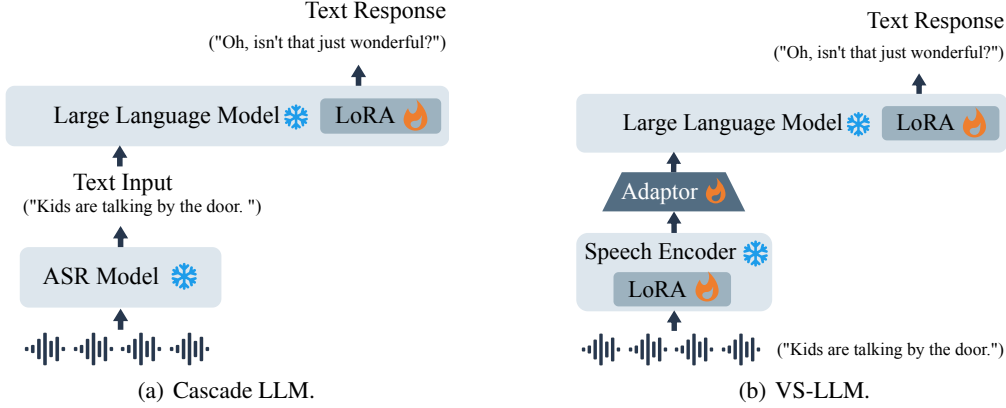 Text Response
("Oh, isn't that just wonderful?")
Large Language Model
LoRA
Text Input
("Kids are talking by the door. ")
ASR Model
(a) Cascade LLM.
Text Response
("Oh, isn't that just wonderful?")
Large Language Model
LoRA
Adaptor
Speech Encoder
LoRA
("Kids are talking by the door.")
(b) VS-LLM.